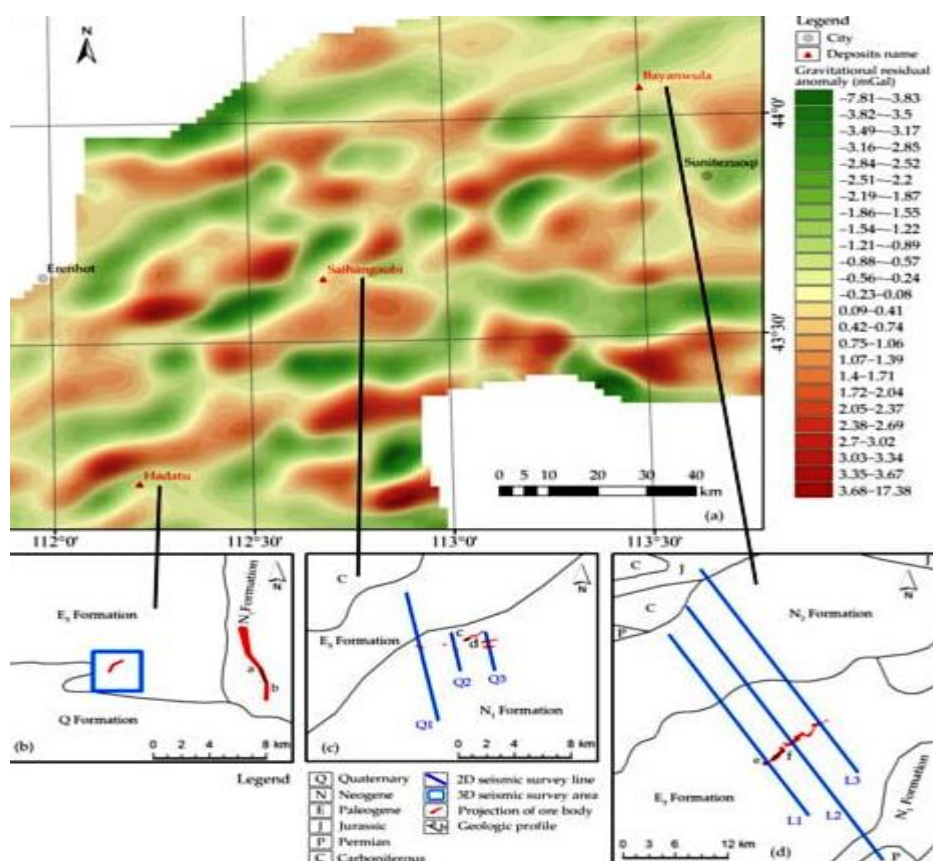 N
Legend
City
Deposits name
Gravitational residual
anomaly (mGal)
−7.81–−3.83
−3.82–−3.5
−3.49–−3.17
−3.16–−2.85
−2.84–−2.52
−2.51–−2.2
−2.19–−1.87
−1.86–−1.55
−1.54–−1.22
−1.21–−0.89
−0.88–−0.57
−0.56–−0.24
−0.23–0.08
0.09–0.41
0.42–0.74
0.75–1.06
1.07–1.39
1.4–1.71
1.72–2.04
2.05–2.37
2.38–2.69
2.7–3.02
3.03–3.34
3.35–3.67
3.68–17.38
Bayanwula
Sunitezuoqi
Erenhot
Saihangaobi
Hadatu
44°0'
43°30'
0 5 10 20 30 40
km
(a)
112°0' 112°30' 113°0' 113°30'
E₃ Formation
N₁ Formation
a
b
Q Formation
(b)
0 4 8 km
N
C
E₃ Formation
c
d
Q1
Q2
Q3
N₁ Formation
(c)
0 2 4 8 km
N
C
J
J
C
P
N₂ Formation
e
f
L3
L2
L1
N₁ Formation
P
0 3 6 12 km
(d)
N
Legend
Q Quaternary
N Neogene
E Paleogene
J Jurassic
P Permian
C Carboniferous
2D seismic survey line
3D seismic survey area
Projection of ore body
Geologic profile